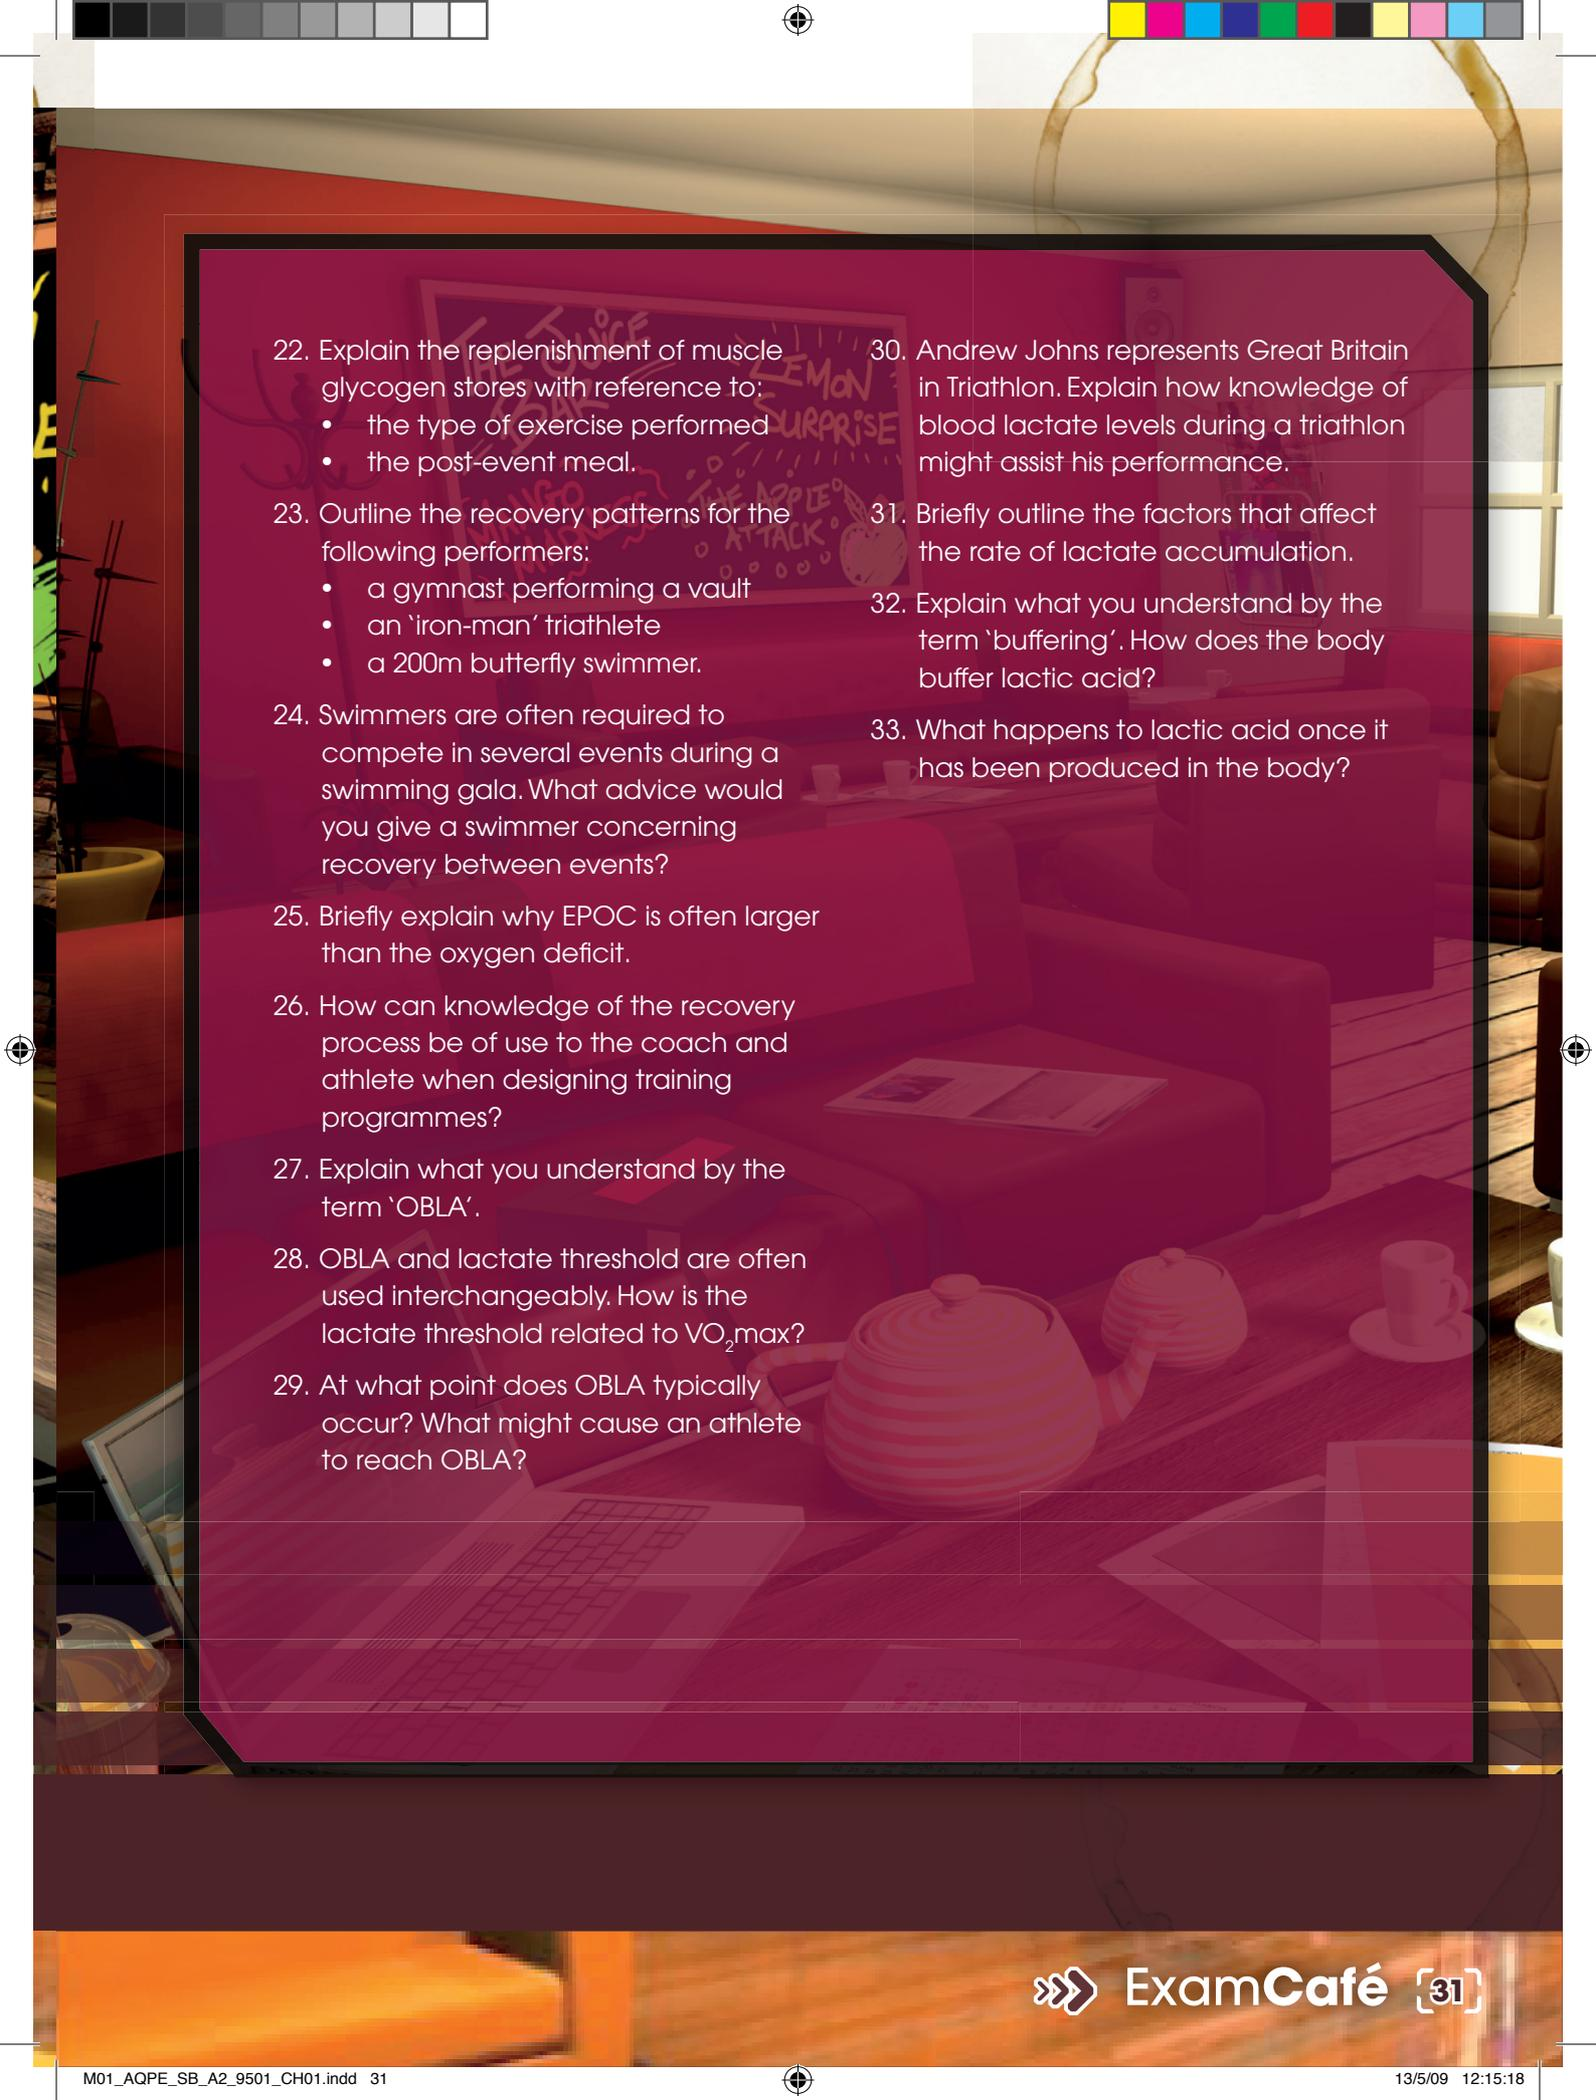 THE JUICE
BAR
LEMON
SURPRISE
MANGO
MADNESS
THE APPLE
ATTACK
22. Explain the replenishment of muscle
glycogen stores with reference to:
• the type of exercise performed
• the post-event meal.
23. Outline the recovery patterns for the
following performers:
• a gymnast performing a vault
• an ‘iron-man’ triathlete
• a 200m butterfly swimmer.
24. Swimmers are often required to
compete in several events during a
swimming gala. What advice would
you give a swimmer concerning
recovery between events?
25. Briefly explain why EPOC is often larger
than the oxygen deficit.
26. How can knowledge of the recovery
process be of use to the coach and
athlete when designing training
programmes?
27. Explain what you understand by the
term ‘OBLA’.
28. OBLA and lactate threshold are often
used interchangeably. How is the
lactate threshold related to VO₂max?
29. At what point does OBLA typically
occur? What might cause an athlete
to reach OBLA?
30. Andrew Johns represents Great Britain
in Triathlon. Explain how knowledge of
blood lactate levels during a triathlon
might assist his performance.
31. Briefly outline the factors that affect
the rate of lactate accumulation.
32. Explain what you understand by the
term ‘buffering’. How does the body
buffer lactic acid?
33. What happens to lactic acid once it
has been produced in the body?
ExamCafé 31
M01_AQPE_SB_A2_9501_CH01.indd 31 13/5/09 12:15:18